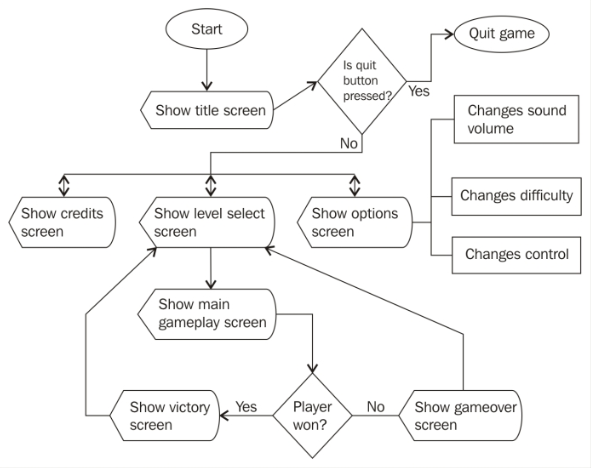 Start
Quit game
Is quit
button
pressed?
Yes
Show title screen
Changes sound
volume
No
Show credits
screen
Show level select
screen
Show options
screen
Changes difficulty
Changes control
Show main
gameplay screen
Show victory
screen
Yes
Player
won?
No
Show gameover
screen